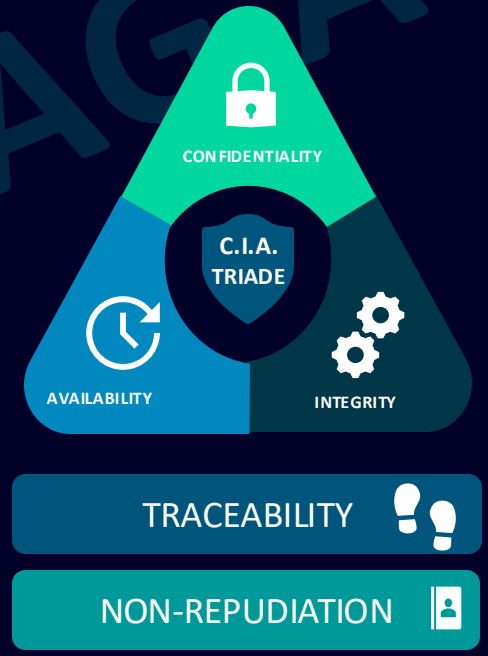 CONFIDENTIALITY
C.I.A.
TRIADE
AVAILABILITY
INTEGRITY
TRACEABILITY
NON-REPUDIATION